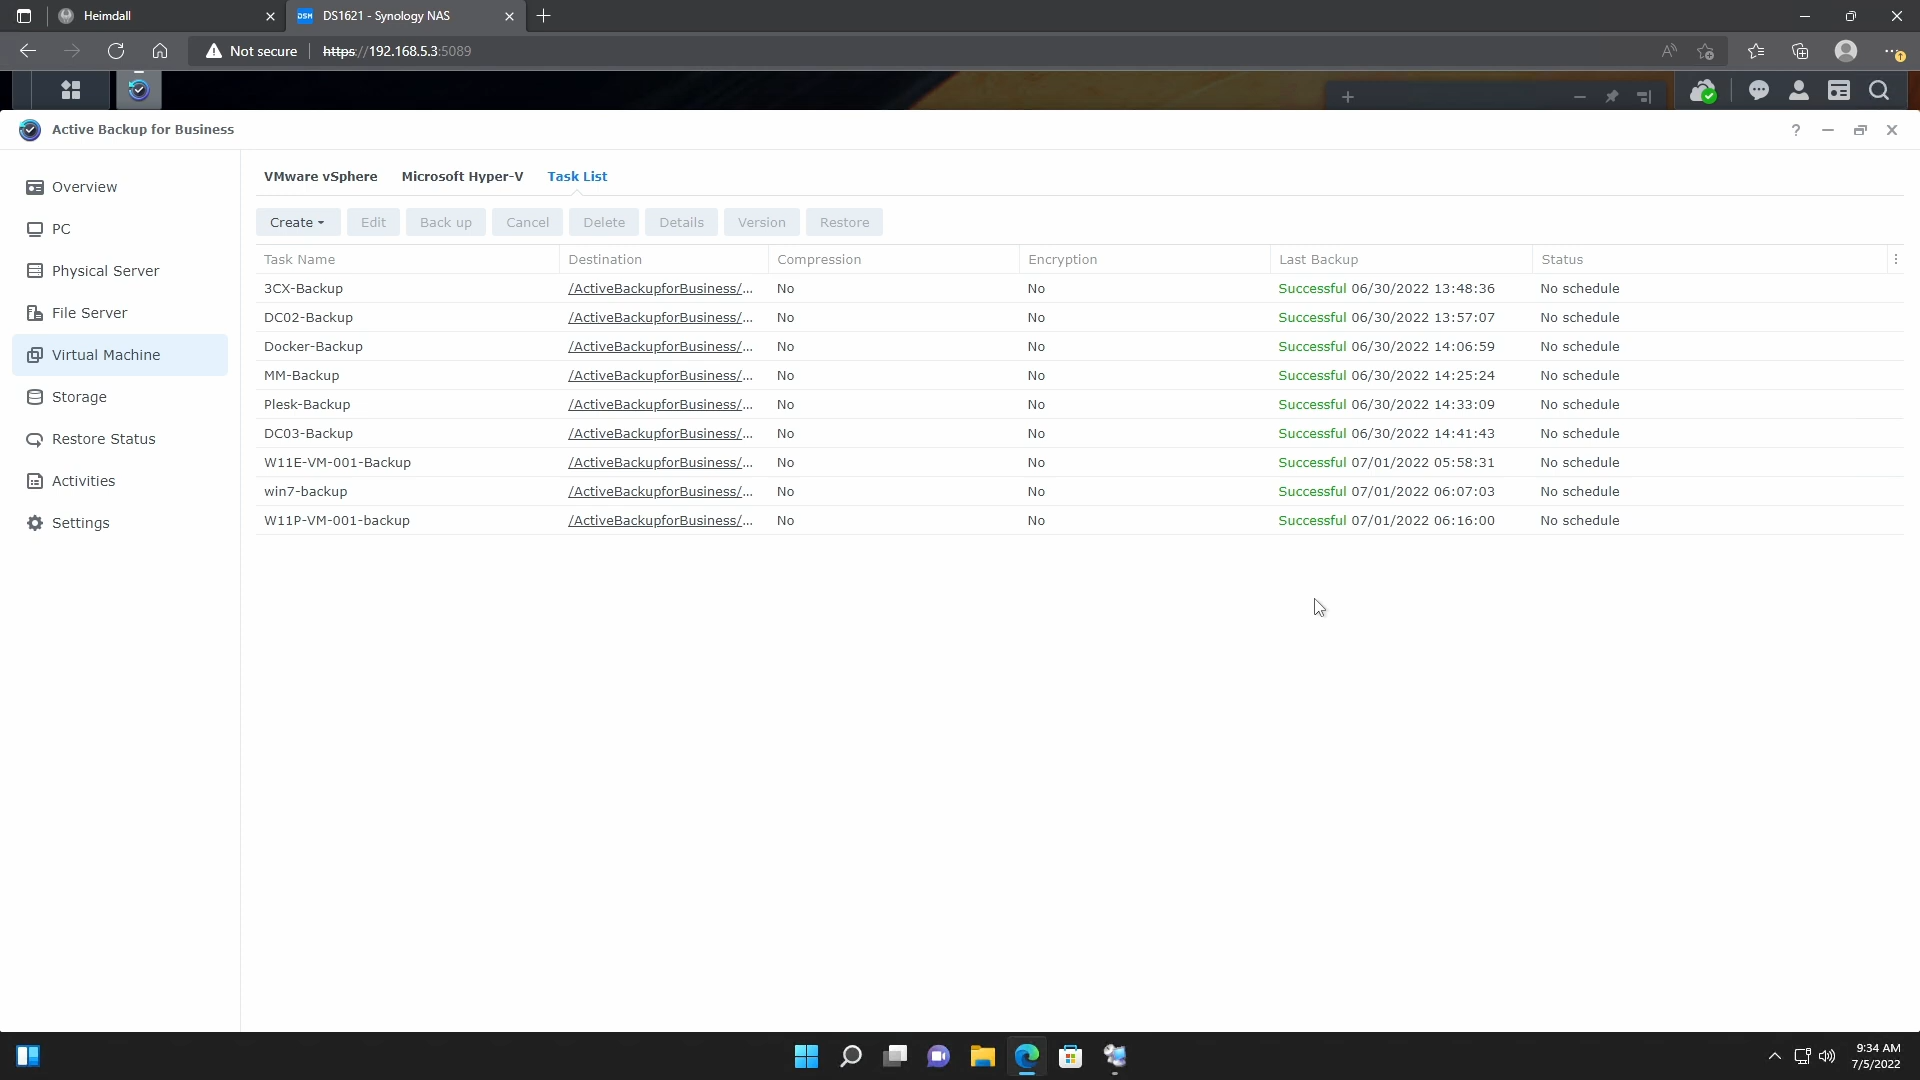 Heimdall
DSM DS1621 - Synology NAS
Not secure https://192.168.5.3:5089
Active Backup for Business
Overview
PC
Physical Server
File Server
Virtual Machine
Storage
Restore Status
Activities
Settings
VMware vSphere Microsoft Hyper-V Task List
Create Edit Back up Cancel Delete Details Version Restore
Task Name Destination Compression Encryption Last Backup Status
3CX-Backup /ActiveBackupforBusiness/... No No Successful 06/30/2022 13:48:36 No schedule
DC02-Backup /ActiveBackupforBusiness/... No No Successful 06/30/2022 13:57:07 No schedule
Docker-Backup /ActiveBackupforBusiness/... No No Successful 06/30/2022 14:06:59 No schedule
MM-Backup /ActiveBackupforBusiness/... No No Successful 06/30/2022 14:25:24 No schedule
Plesk-Backup /ActiveBackupforBusiness/... No No Successful 06/30/2022 14:33:09 No schedule
DC03-Backup /ActiveBackupforBusiness/... No No Successful 06/30/2022 14:41:43 No schedule
W11E-VM-001-Backup /ActiveBackupforBusiness/... No No Successful 07/01/2022 05:58:31 No schedule
win7-backup /ActiveBackupforBusiness/... No No Successful 07/01/2022 06:07:03 No schedule
W11P-VM-001-backup /ActiveBackupforBusiness/... No No Successful 07/01/2022 06:16:00 No schedule
9:34 AM
7/5/2022